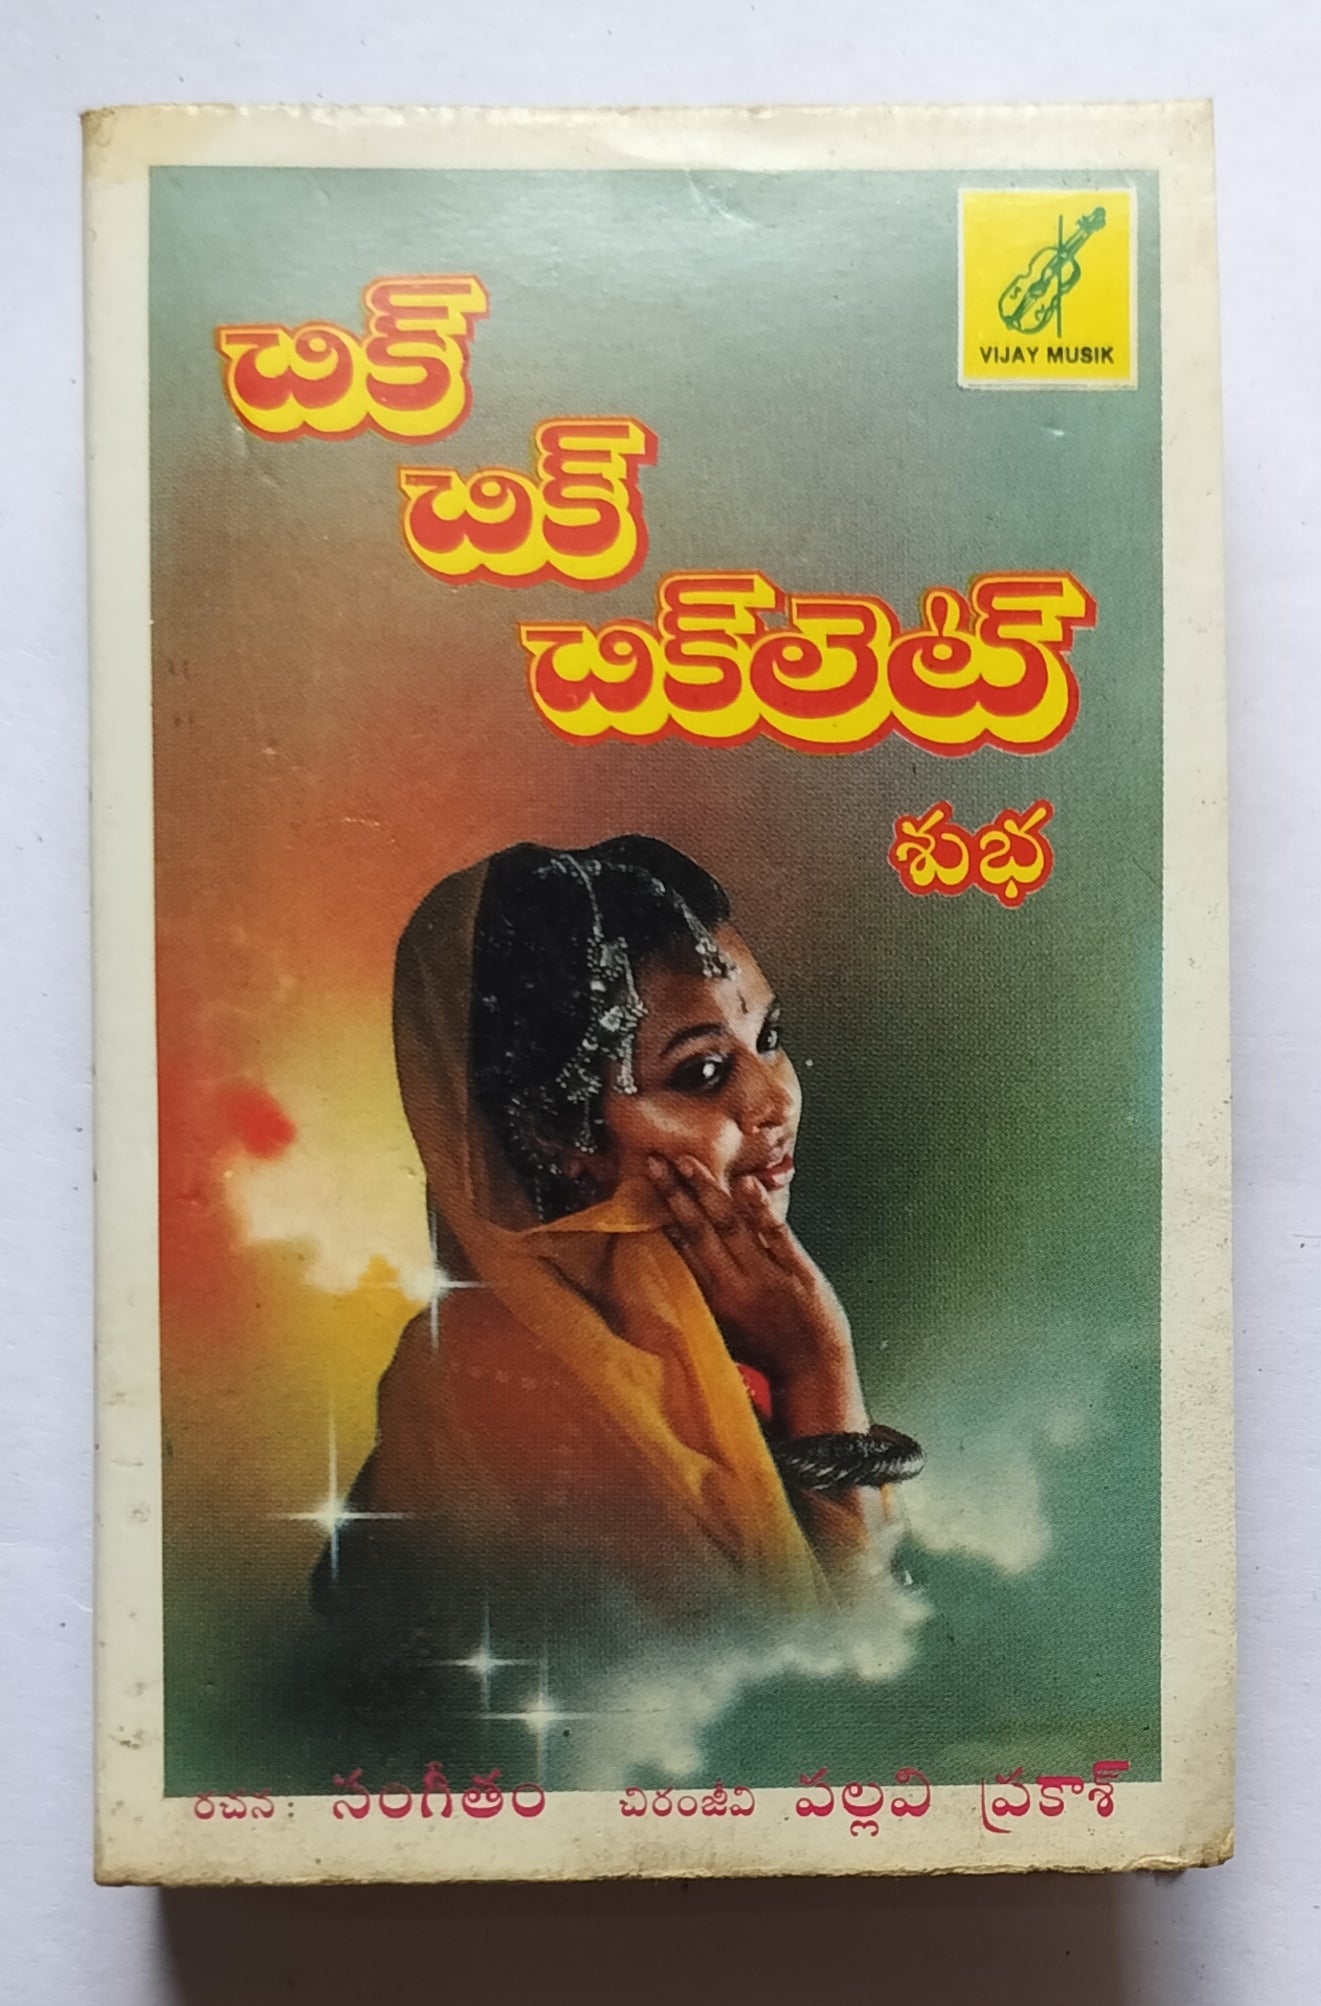 VIJAY MUSIK
చిక్
చిక్
చిక్‌లెట్
శుభ
రచన: సంగీతం చిరంజీవి పల్లవి ప్రకాశ్